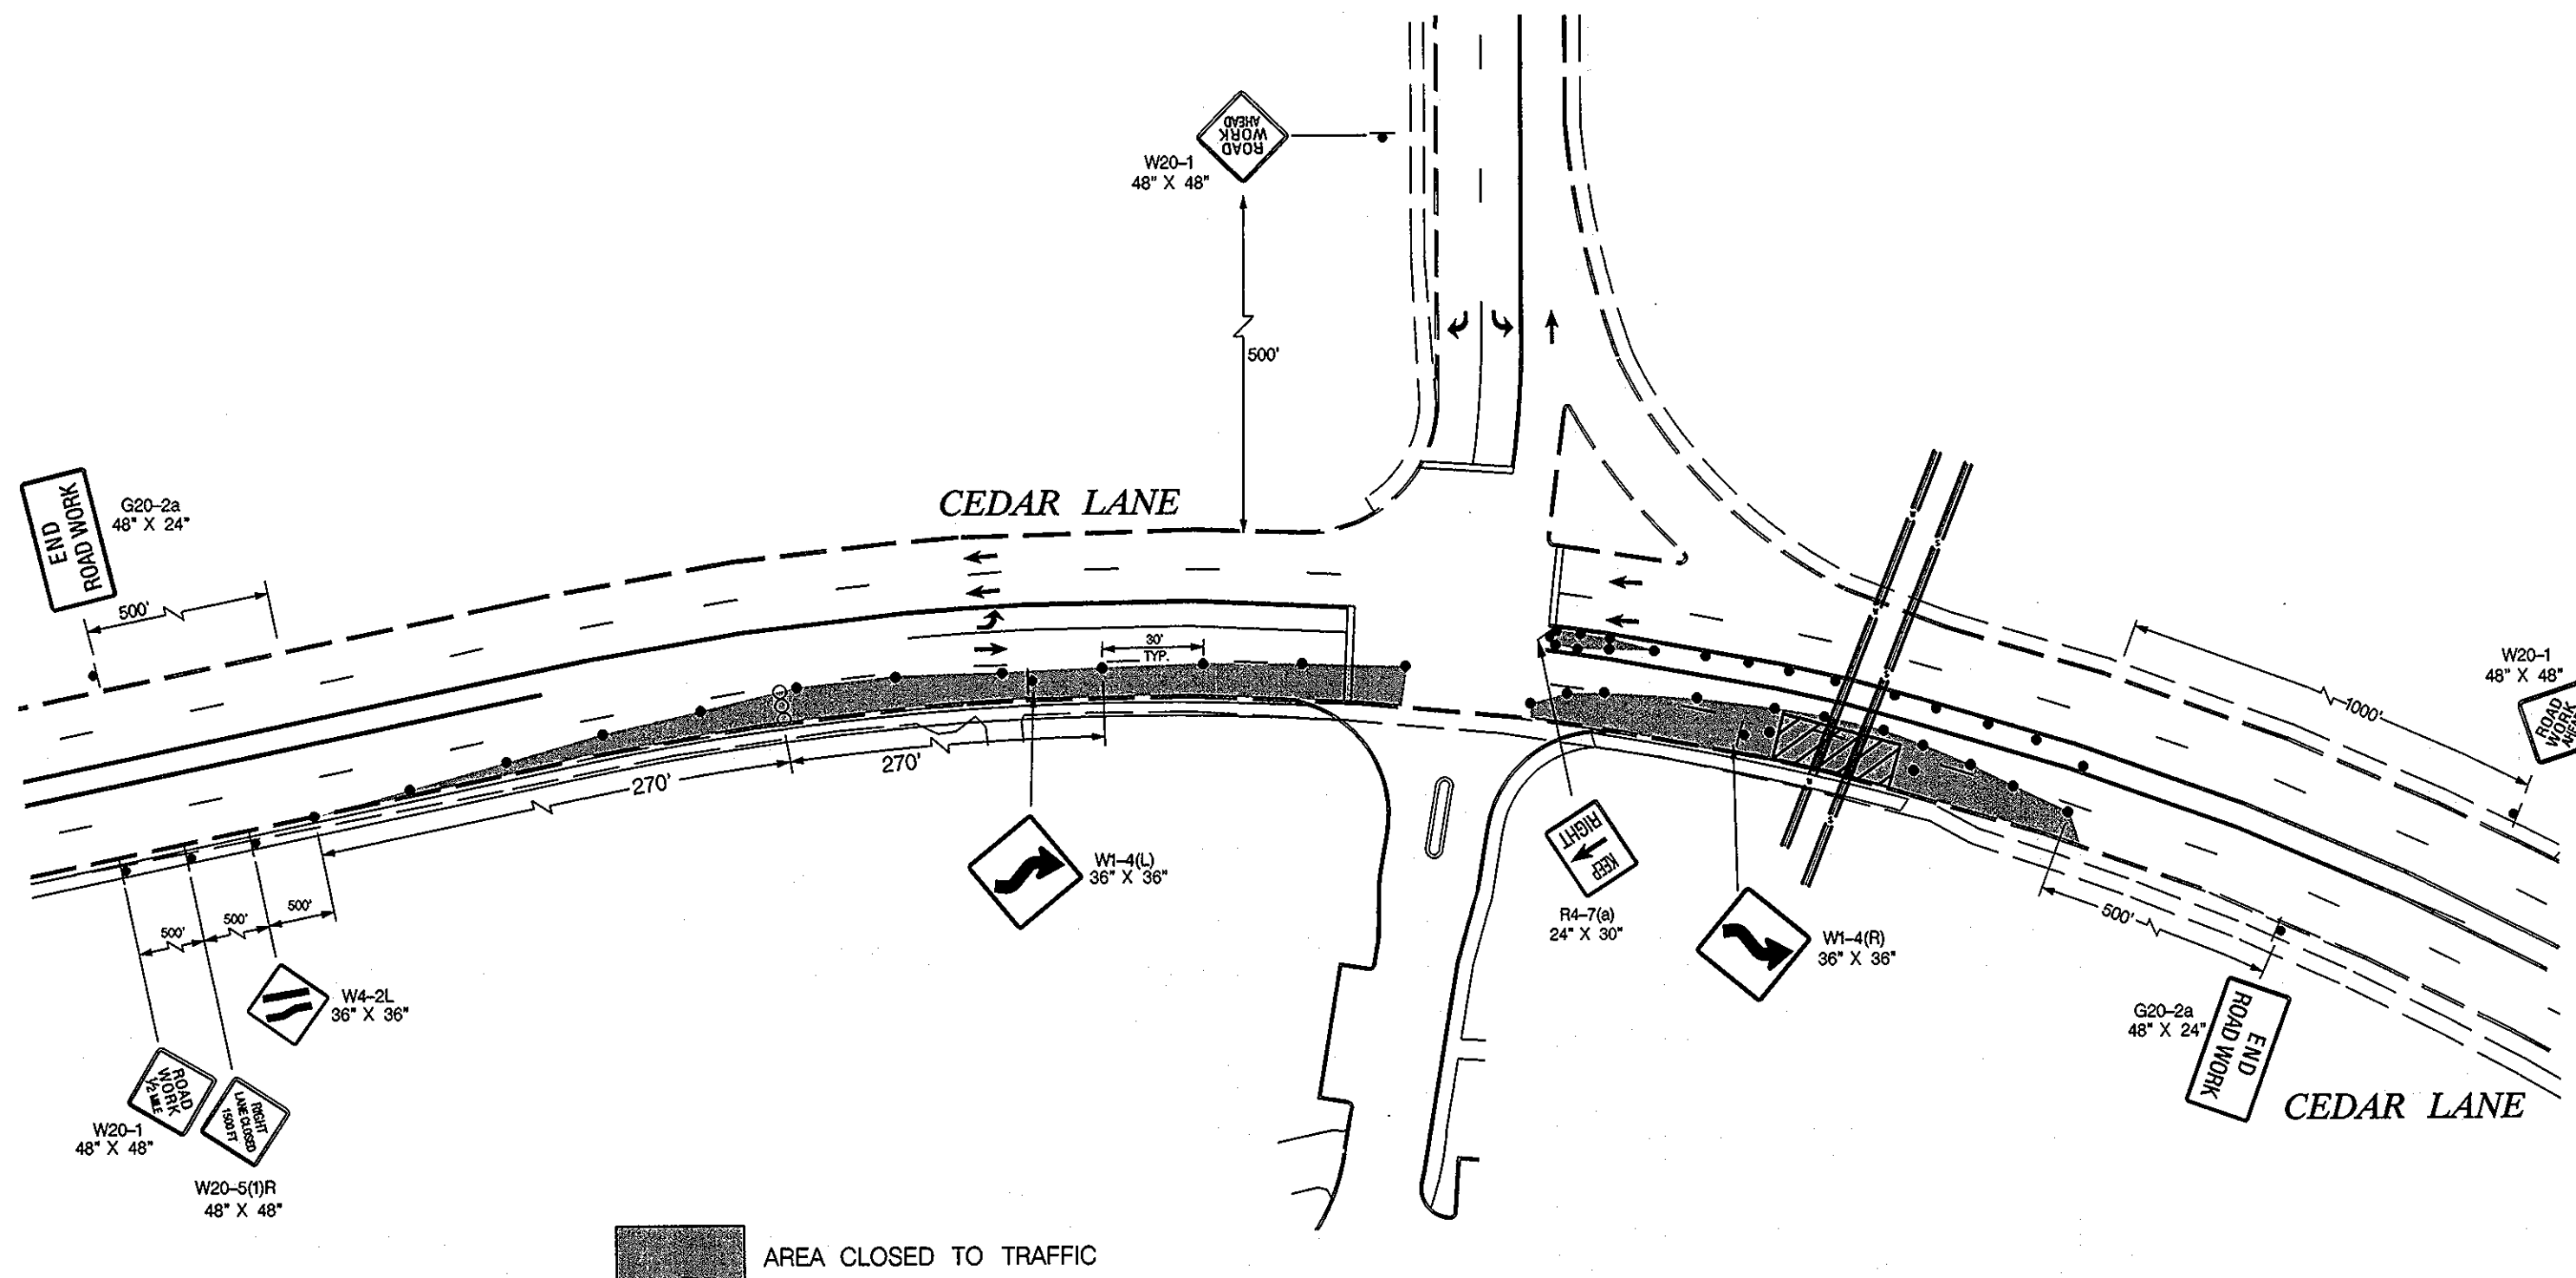 ROAD
WORK
AHEAD
W20-1
48" X 48"
500'
CEDAR LANE
END
ROAD WORK
G20-2a
48" X 24"
500'
30'
TYP.
270'
270'
1000'
W20-1
48" X 48"
ROAD
WORK
500'
500'
500'
W1-4(L)
36" X 36"
KEEP
RIGHT
R4-7(a)
24" X 30"
W1-4(R)
36" X 36"
500'
W4-2L
36" X 36"
ROAD
WORK
1/2 MILE
W20-1
48" X 48"
RIGHT
LANE CLOSED
1500 FT
W20-5(1)R
48" X 48"
G20-2a
48" X 24"
END
ROAD WORK
CEDAR LANE
AREA CLOSED TO TRAFFIC